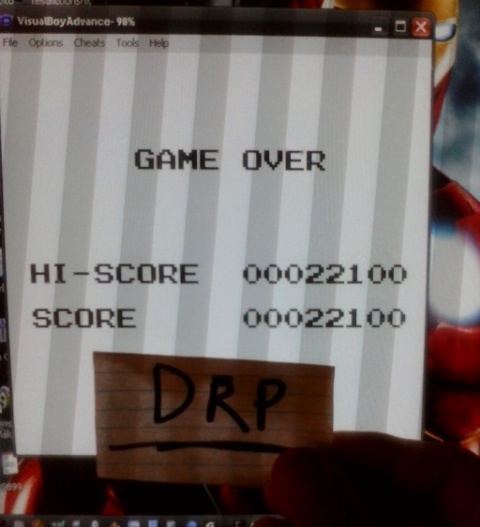 VisualBoyAdvance- 98%
File Options Cheats Tools Help
GAME OVER
HI-SCORE 00022100
SCORE 00022100
DRP